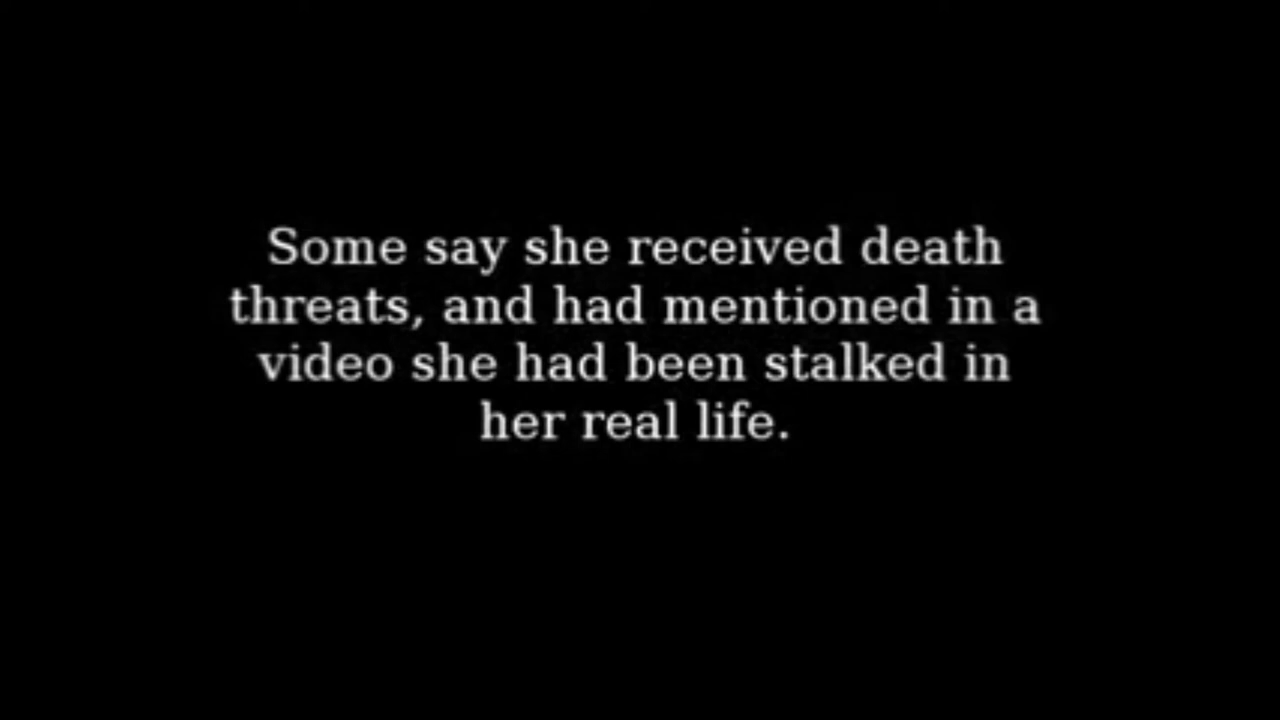 Some say she received death
threats, and had mentioned in a
video she had been stalked in
her real life.